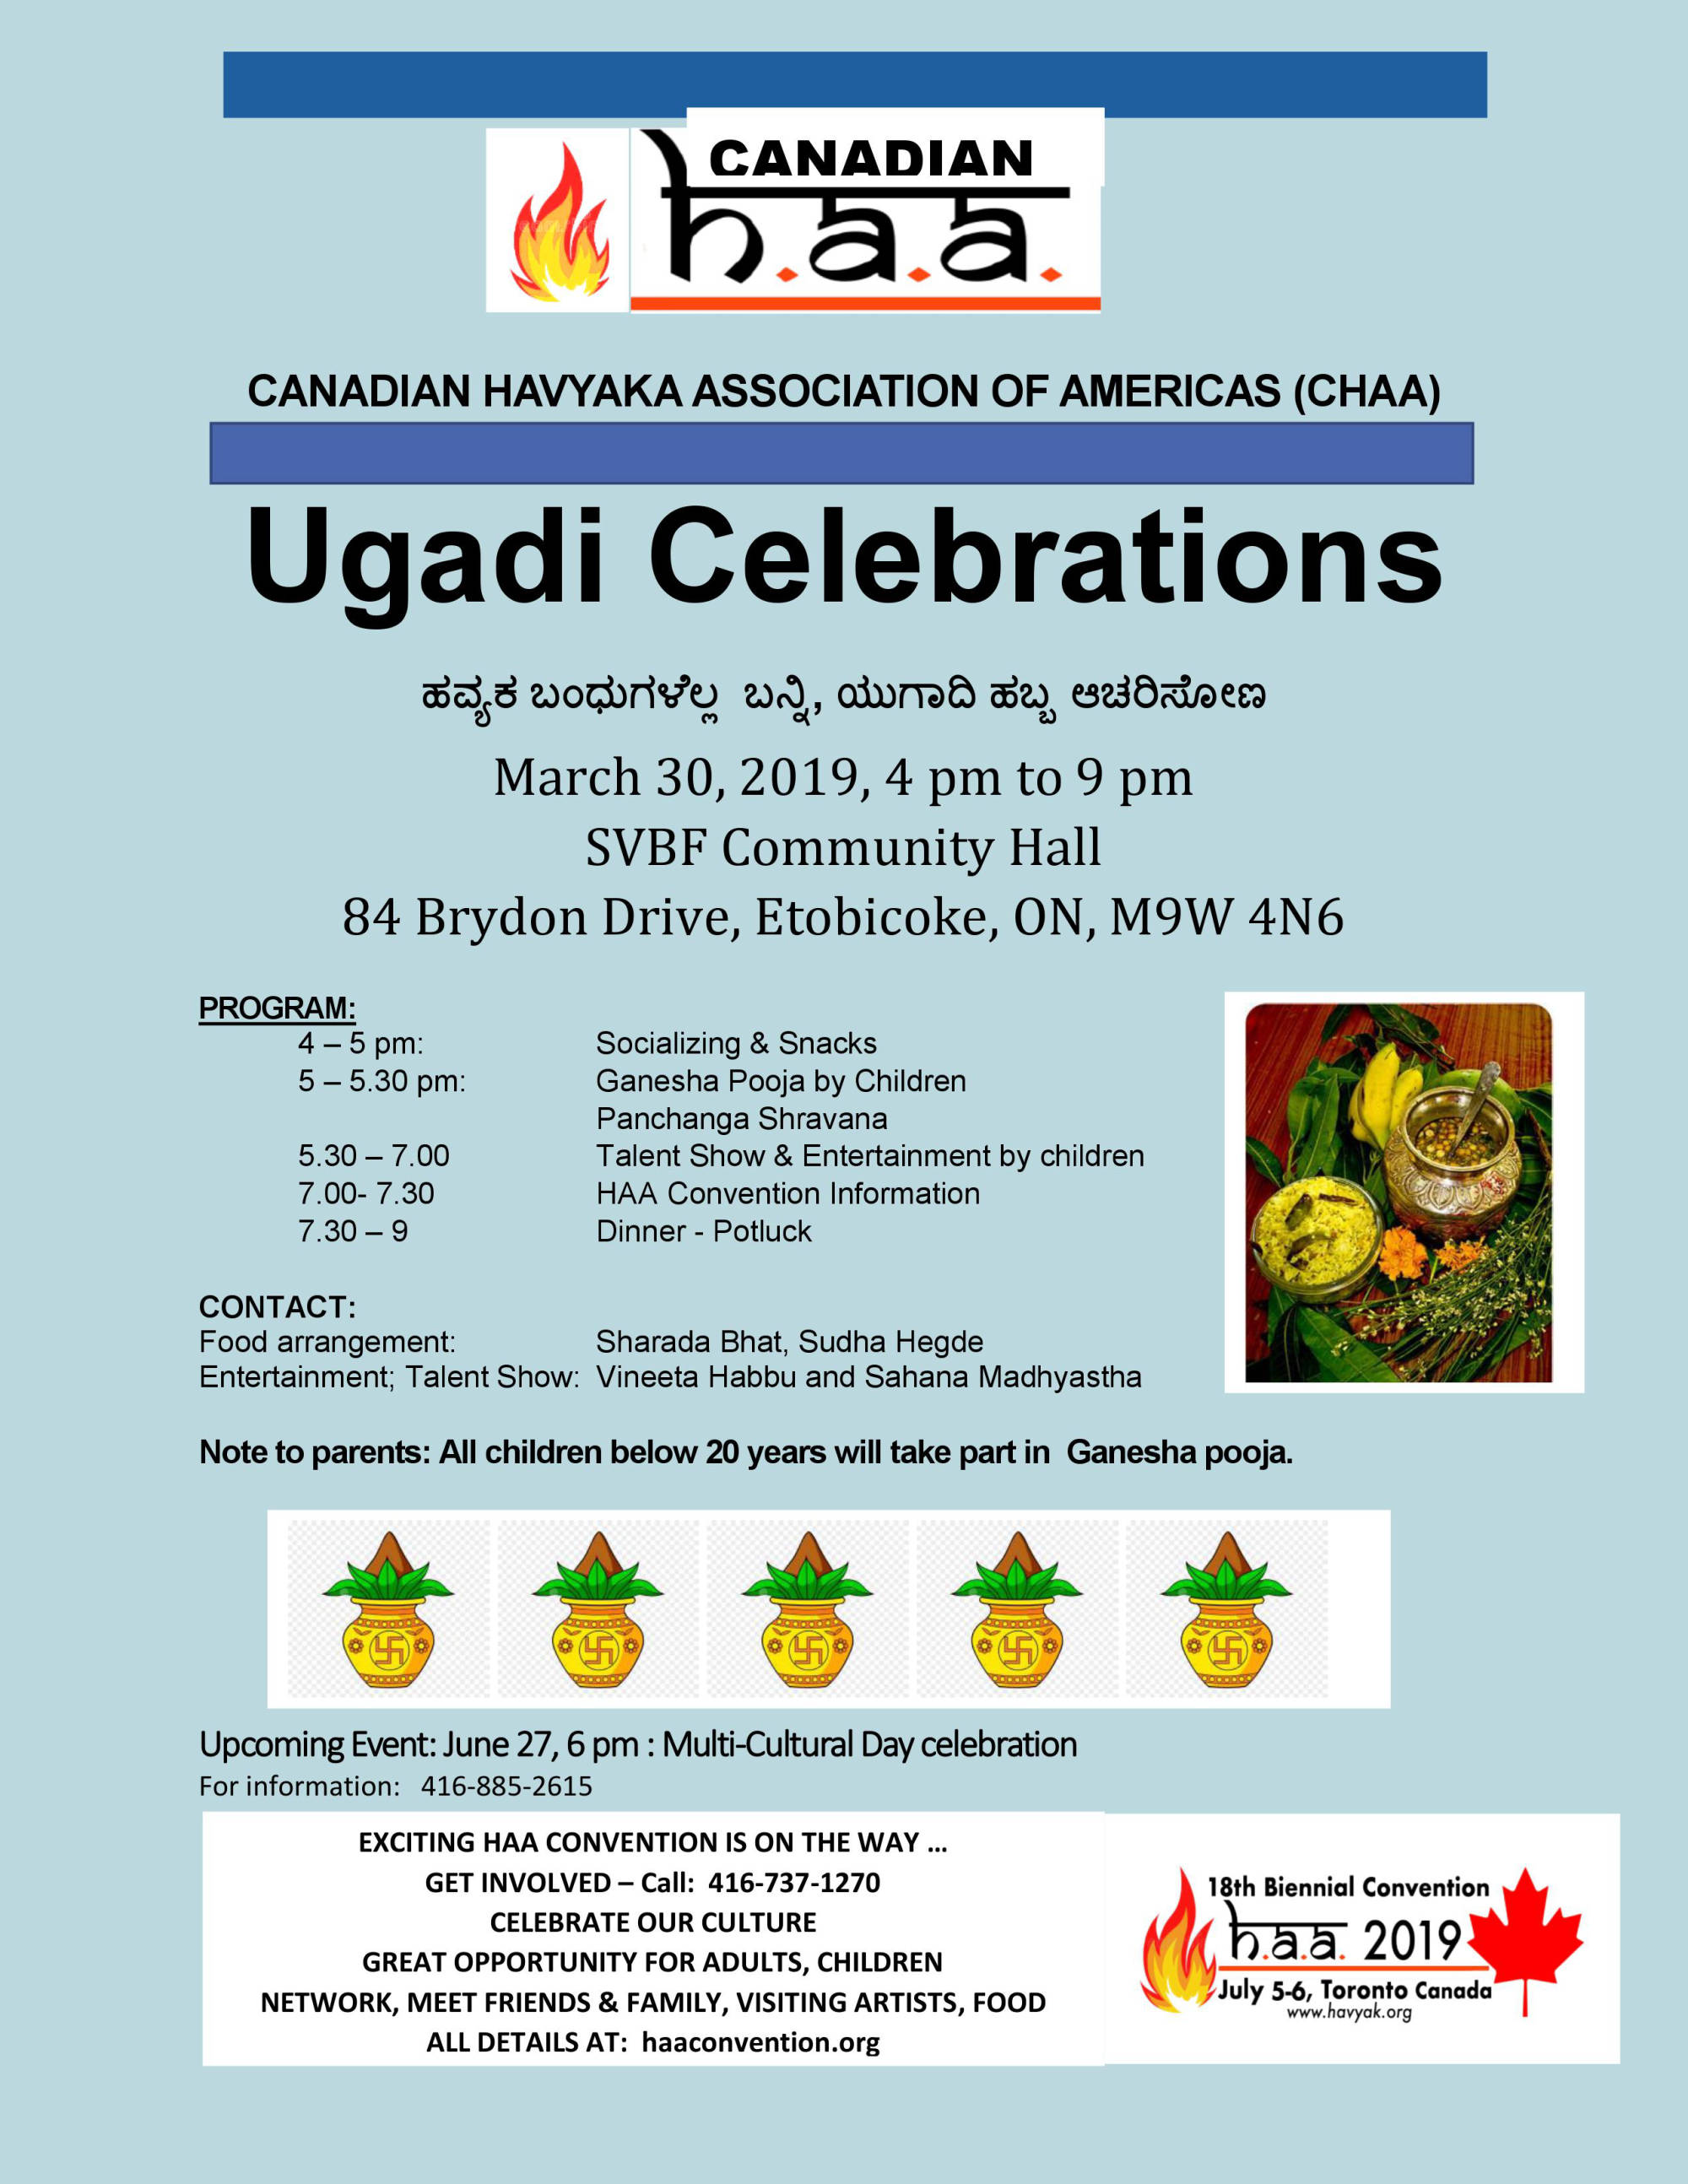 CANADIAN
h.a.a.
CANADIAN HAVYAKA ASSOCIATION OF AMERICAS (CHAA)
Ugadi Celebrations
ಹವ್ಯಕ ಬಂಧುಗಳೆಲ್ಲ ಬನ್ನಿ, ಯುಗಾದಿ ಹಬ್ಬ ಆಚರಿಸೋಣ
March 30, 2019, 4 pm to 9 pm
SVBF Community Hall
84 Brydon Drive, Etobicoke, ON, M9W 4N6
PROGRAM:
4 – 5 pm: Socializing & Snacks
5 – 5.30 pm: Ganesha Pooja by Children
Panchanga Shravana
5.30 – 7.00 Talent Show & Entertainment by children
7.00- 7.30 HAA Convention Information
7.30 – 9 Dinner - Potluck
CONTACT:
Food arrangement: Sharada Bhat, Sudha Hegde
Entertainment; Talent Show: Vineeta Habbu and Sahana Madhyastha
Note to parents: All children below 20 years will take part in Ganesha pooja.
Upcoming Event: June 27, 6 pm : Multi-Cultural Day celebration
For information: 416-885-2615
EXCITING HAA CONVENTION IS ON THE WAY ...
GET INVOLVED – Call: 416-737-1270
CELEBRATE OUR CULTURE
GREAT OPPORTUNITY FOR ADULTS, CHILDREN
NETWORK, MEET FRIENDS & FAMILY, VISITING ARTISTS, FOOD
ALL DETAILS AT: haaconvention.org
18th Biennial Convention
h.a.a. 2019
July 5-6, Toronto Canada
www.havyak.org